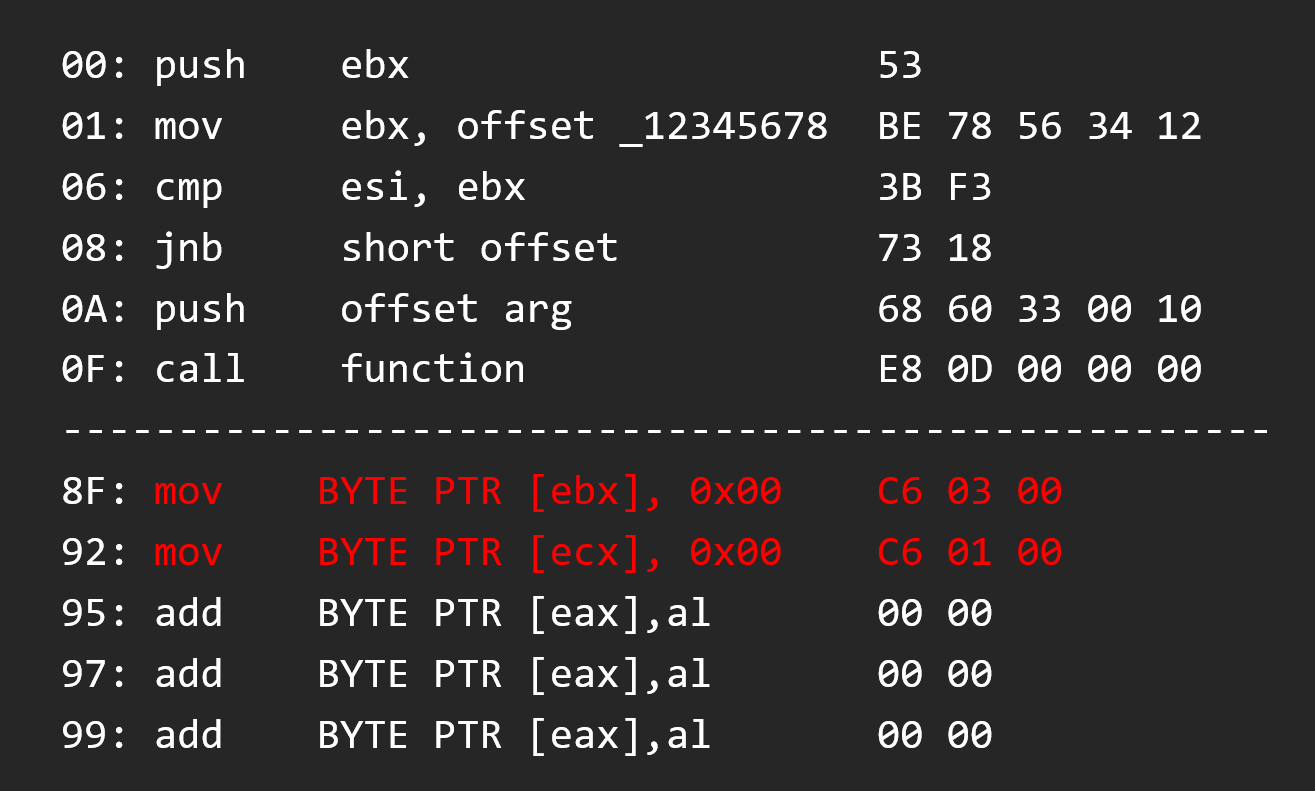 00: push    ebx                    53
01: mov     ebx, offset _12345678  BE 78 56 34 12
06: cmp     esi, ebx               3B F3
08: jnb     short offset           73 18
0A: push    offset arg             68 60 33 00 10
0F: call    function               E8 0D 00 00 00
----------------------------------------------------
8F: mov    BYTE PTR [ebx], 0x00    C6 03 00
92: mov    BYTE PTR [ecx], 0x00    C6 01 00
95: add    BYTE PTR [eax],al       00 00
97: add    BYTE PTR [eax],al       00 00
99: add    BYTE PTR [eax],al       00 00